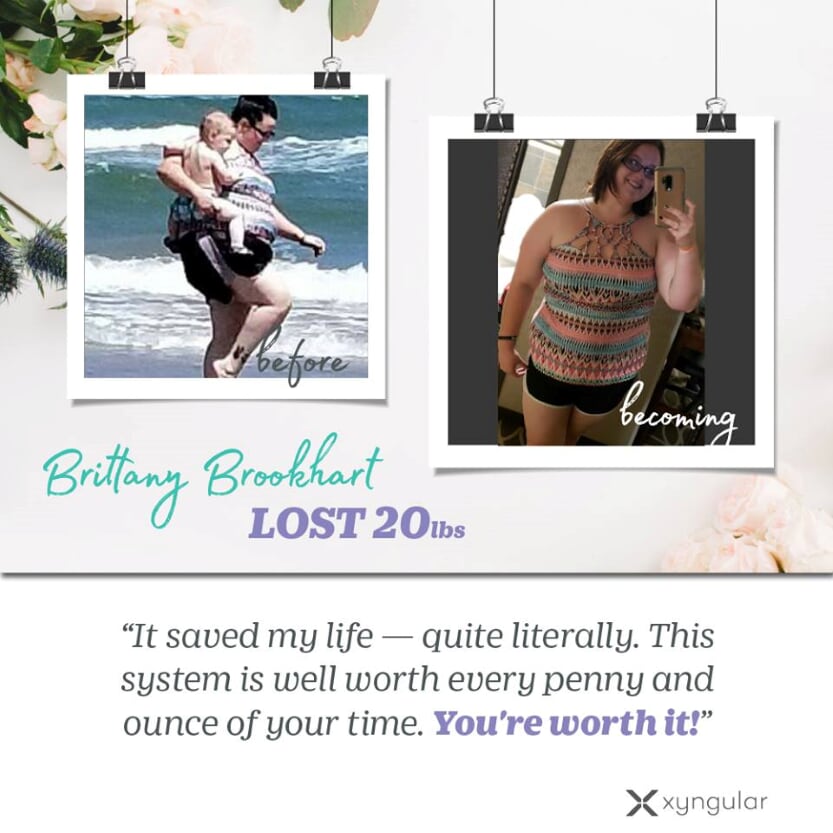 before
becoming
Brittany Brookhart
LOST 20lbs
“It saved my life — quite literally. This
system is well worth every penny and
ounce of your time. You're worth it!”
xyngular